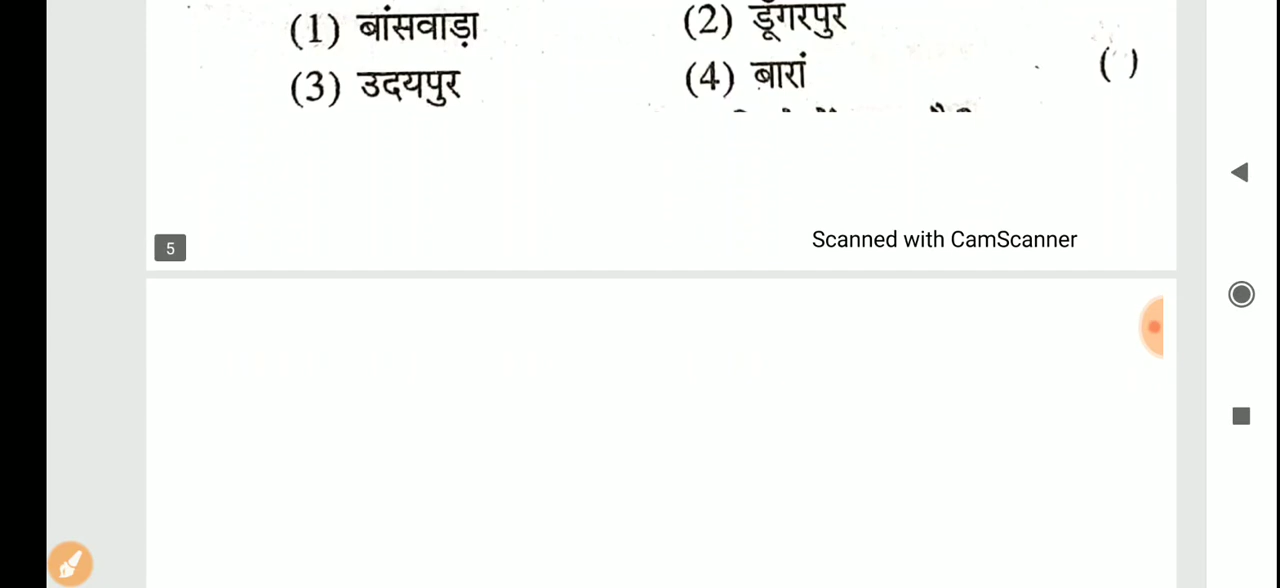 (1) बांसवाड़ा (2) डूंगरपुर
(3) उदयपुर (4) बारां ( )
Scanned with CamScanner
5